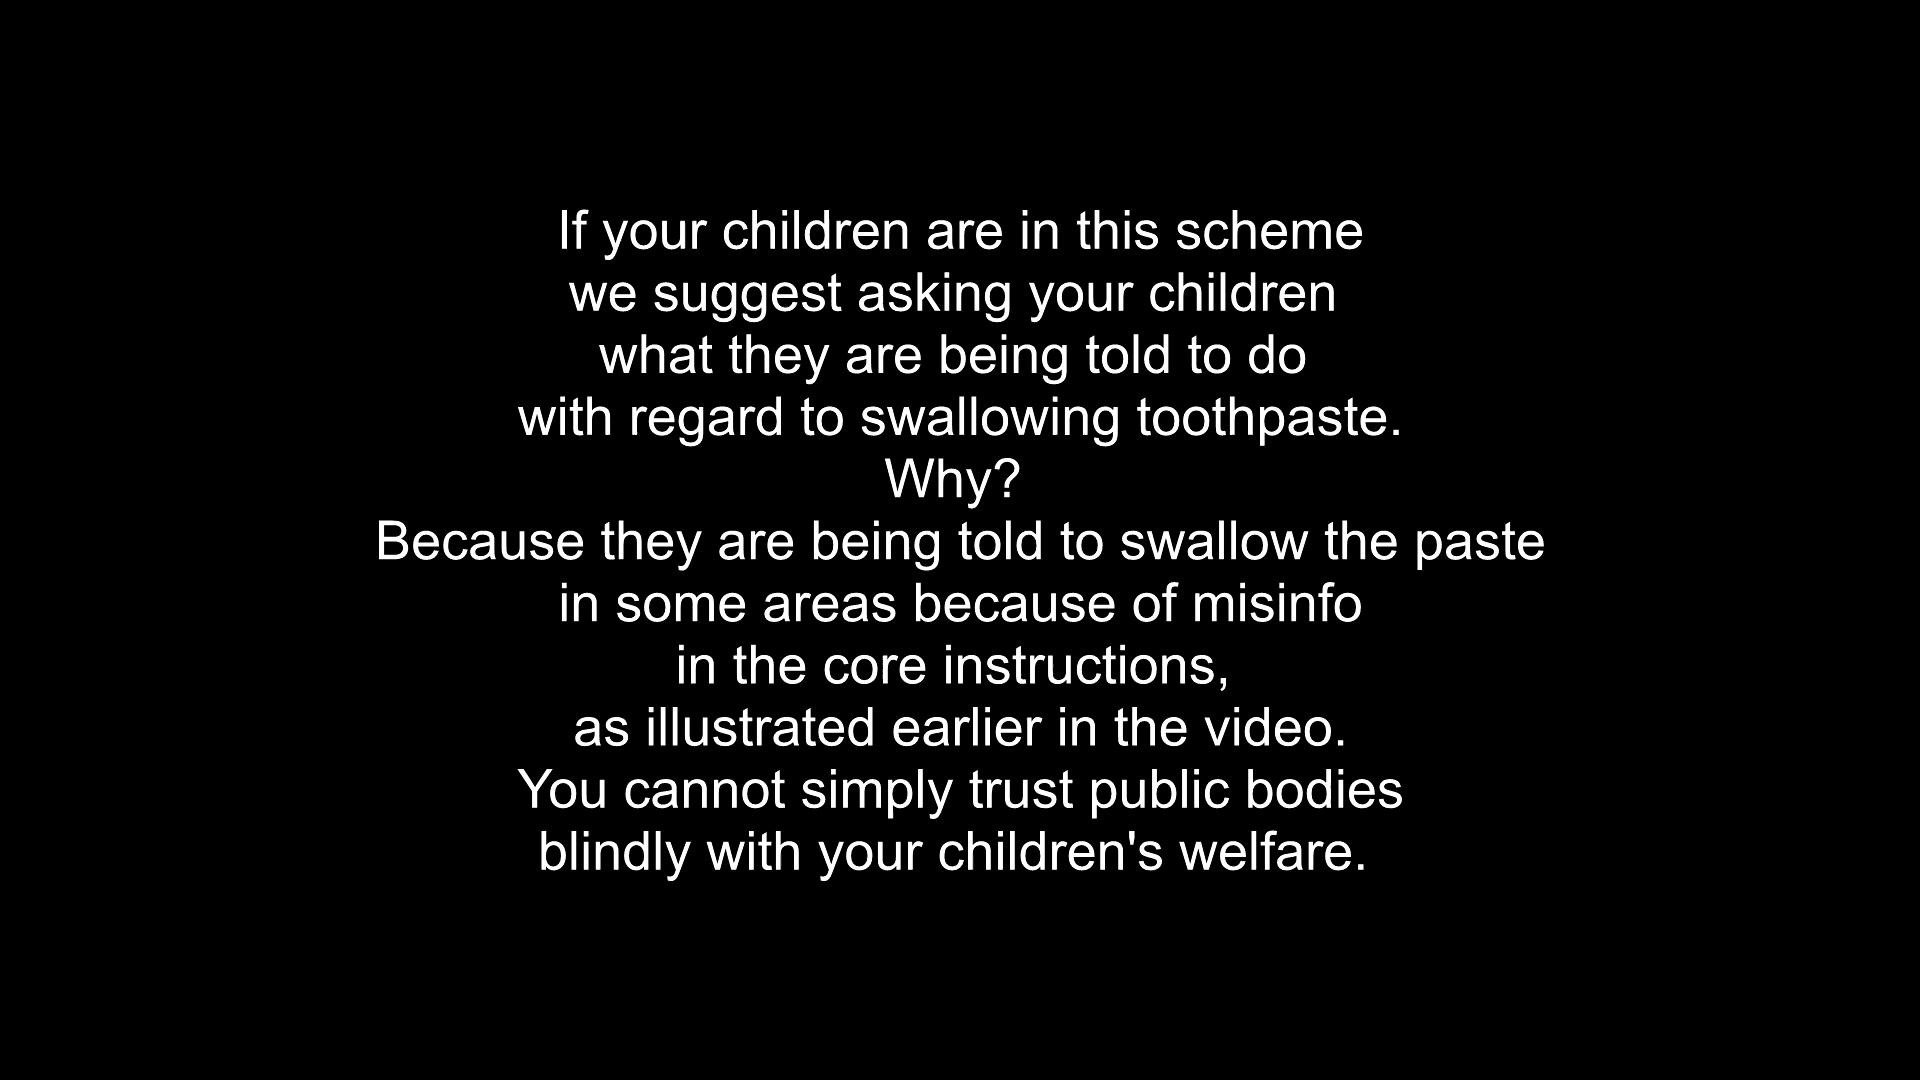 If your children are in this scheme
we suggest asking your children
what they are being told to do
with regard to swallowing toothpaste.
Why?
Because they are being told to swallow the paste
in some areas because of misinfo
in the core instructions,
as illustrated earlier in the video.
You cannot simply trust public bodies
blindly with your children's welfare.